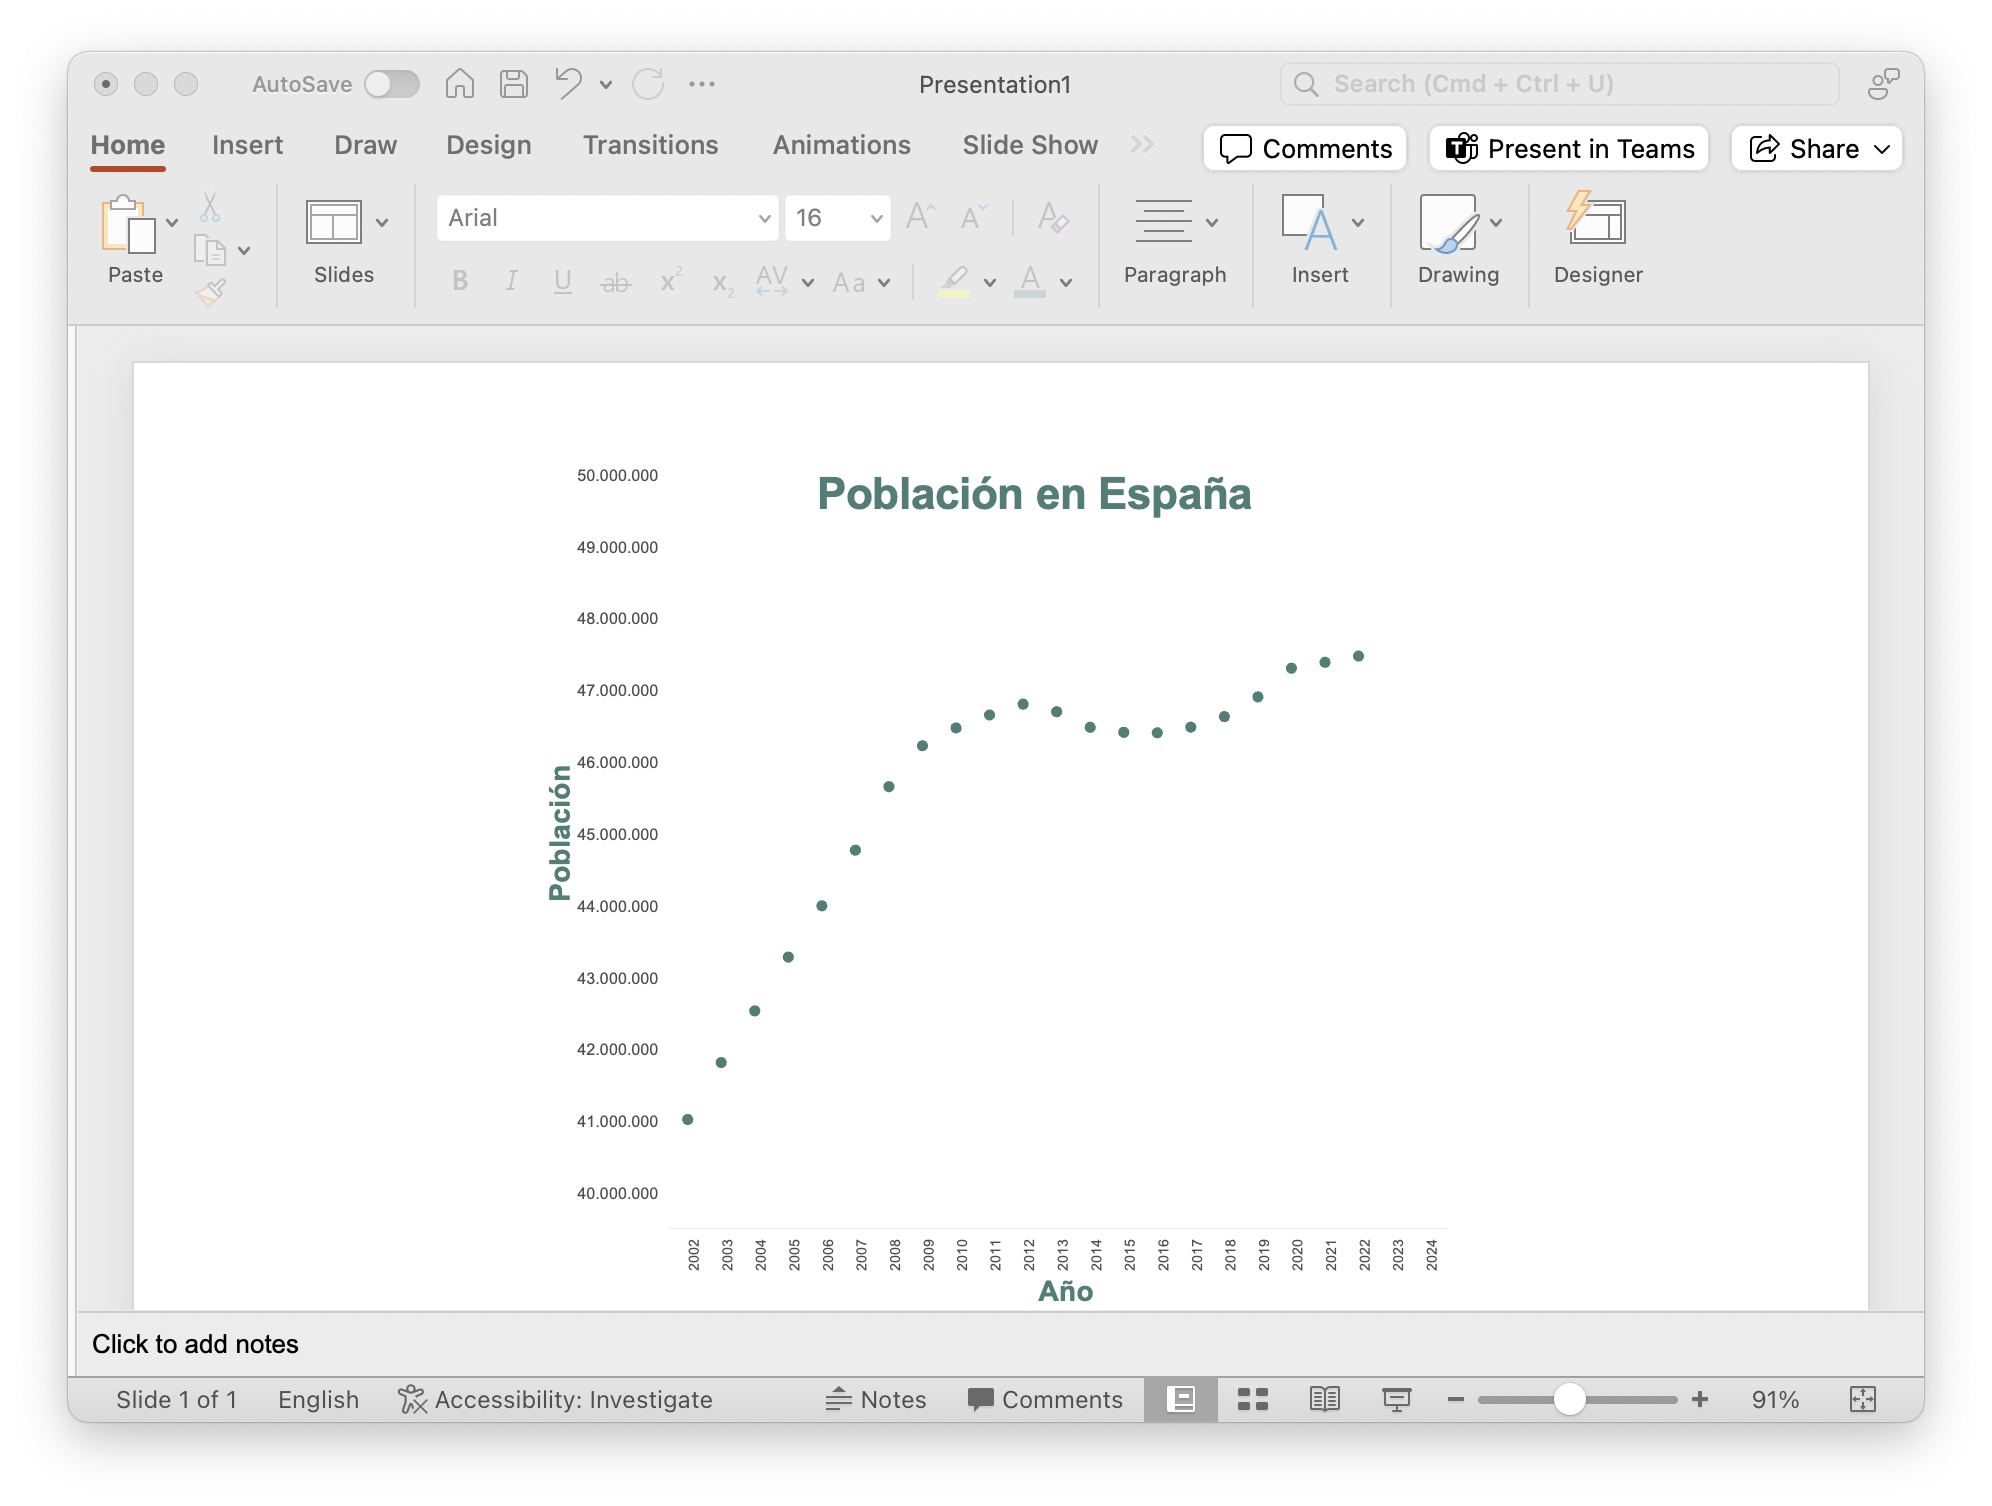 AutoSave
Presentation1
Search (Cmd + Ctrl + U)
Home Insert Draw Design Transitions Animations Slide Show
Comments Present in Teams Share
Paste
Slides
Arial 16
B I U ab x² x₂ AV Aa A
Paragraph
Insert
Drawing
Designer
Población en España
Población
50.000.000
49.000.000
48.000.000
47.000.000
46.000.000
45.000.000
44.000.000
43.000.000
42.000.000
41.000.000
40.000.000
2002 2003 2004 2005 2006 2007 2008 2009 2010 2011 2012 2013 2014 2015 2016 2017 2018 2019 2020 2021 2022 2023 2024
Año
Click to add notes
Slide 1 of 1 English Accessibility: Investigate Notes Comments 91%